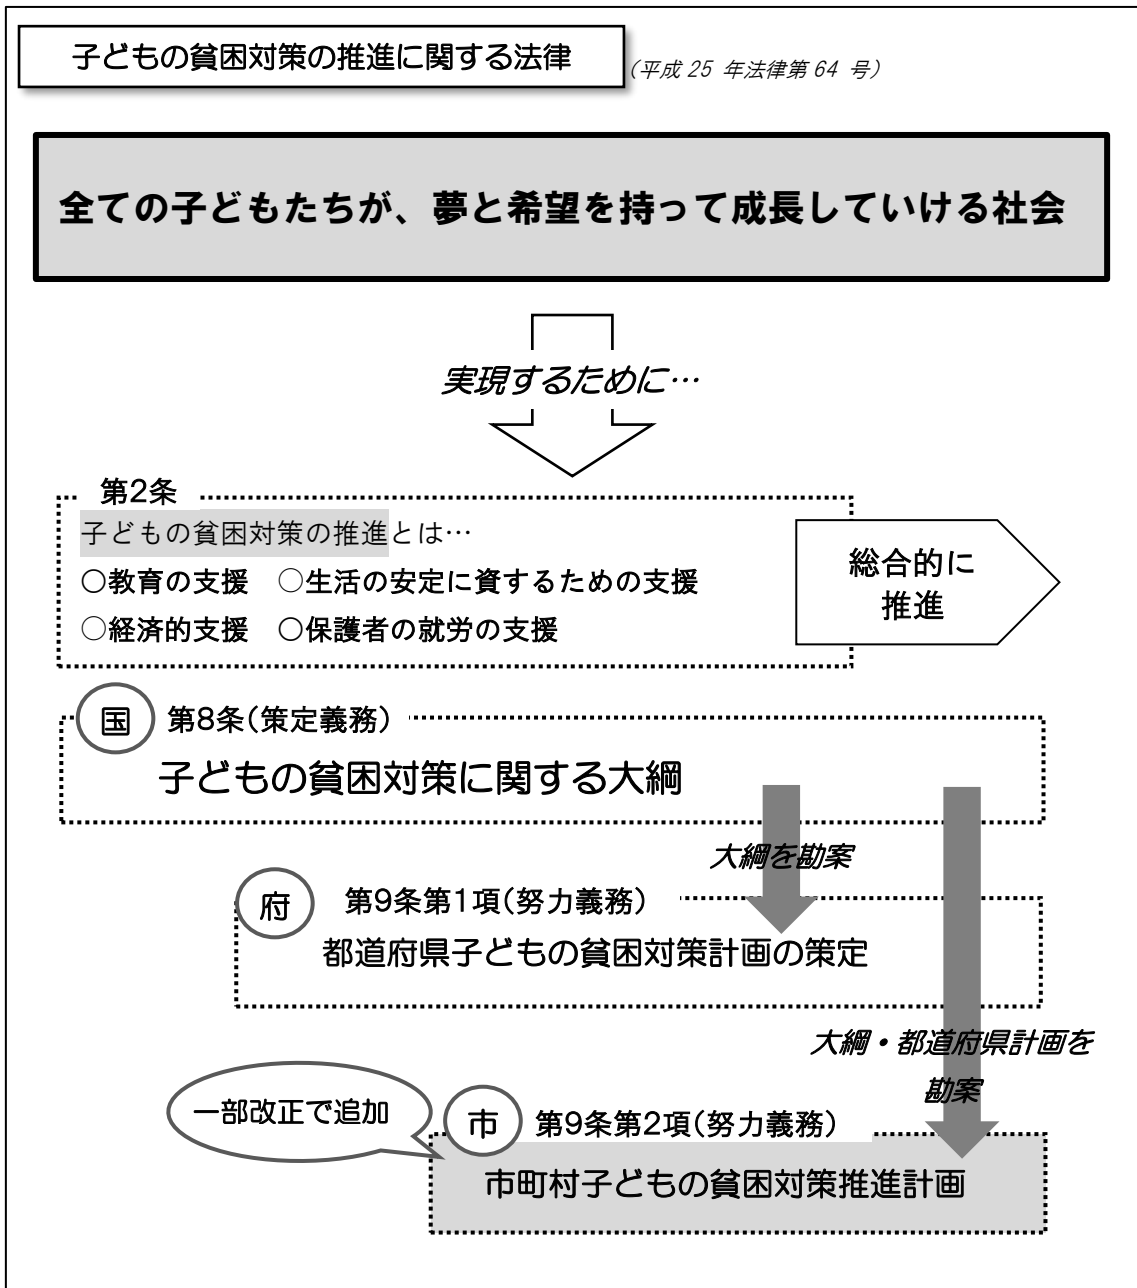 子どもの貧困対策の推進に関する法律
（平成 25 年法律第 64 号）
全ての子どもたちが、夢と希望を持って成長していける社会
実現するために…
第2条
子どもの貧困対策の推進とは…
○教育の支援　○生活の安定に資するための支援
○経済的支援　○保護者の就労の支援
総合的に
推進
国
第8条(策定義務)
子どもの貧困対策に関する大綱
大綱を勘案
府
第9条第1項(努力義務)
都道府県子どもの貧困対策計画の策定
大綱・都道府県計画を
勘案
一部改正で追加
市
第9条第2項(努力義務)
市町村子どもの貧困対策推進計画